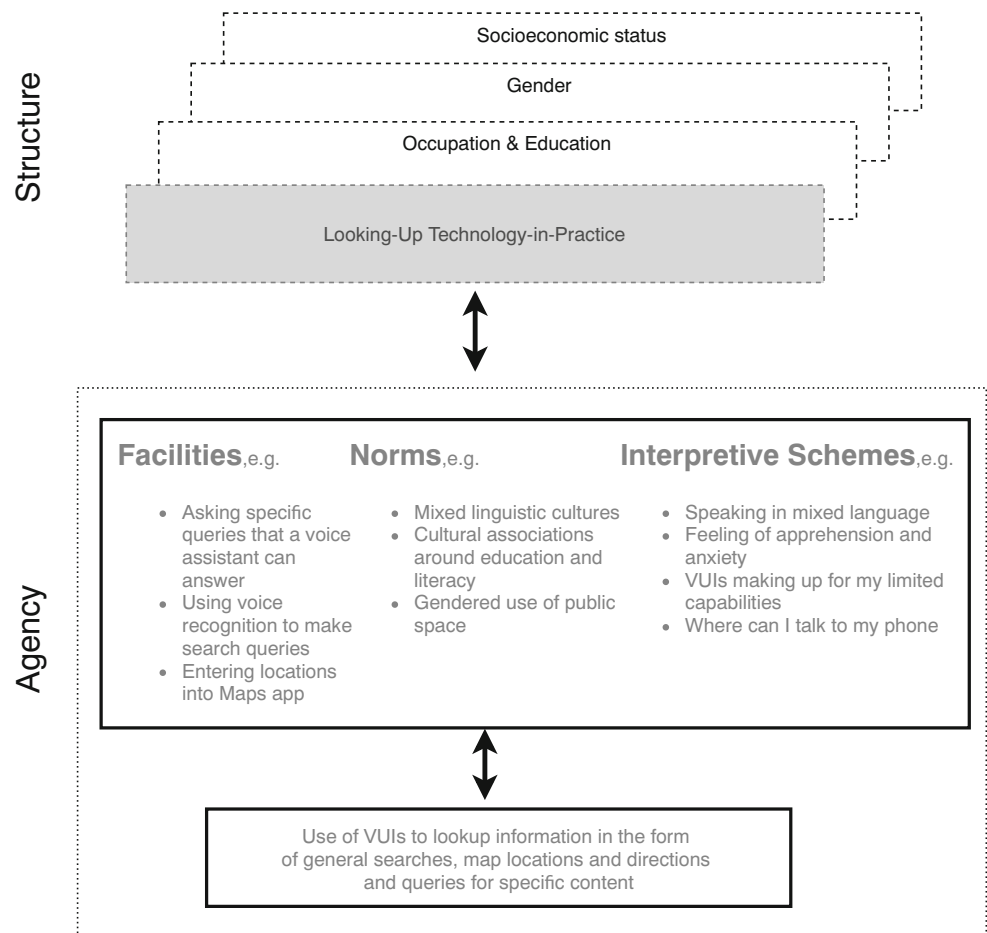 Structure
Socioeconomic status
Gender
Occupation & Education
Looking-Up Technology-in-Practice
Agency
Facilities,e.g.
• Asking specific
queries that a voice
assistant can
answer
• Using voice
recognition to make
search queries
• Entering locations
into Maps app
Norms,e.g.
• Mixed linguistic cultures
• Cultural associations
around education and
literacy
• Gendered use of public
space
Interpretive Schemes,e.g.
• Speaking in mixed language
• Feeling of apprehension and
anxiety
• VUIs making up for my limited
capabilities
• Where can I talk to my phone
Use of VUIs to lookup information in the form
of general searches, map locations and directions
and queries for specific content